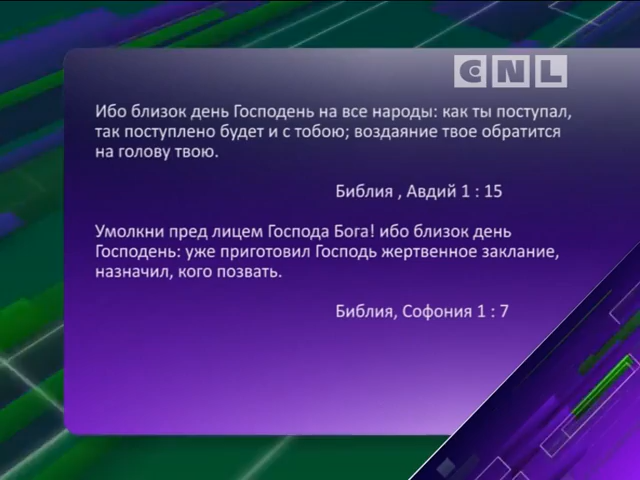 CNL
Ибо близок день Господень на все народы: как ты поступал,
так поступлено будет и с тобою; воздаяние твое обратится
на голову твою.
Библия , Авдий 1 : 15
Умолкни пред лицем Господа Бога! ибо близок день
Господень: уже приготовил Господь жертвенное заклание,
назначил, кого позвать.
Библия, Софония 1 : 7